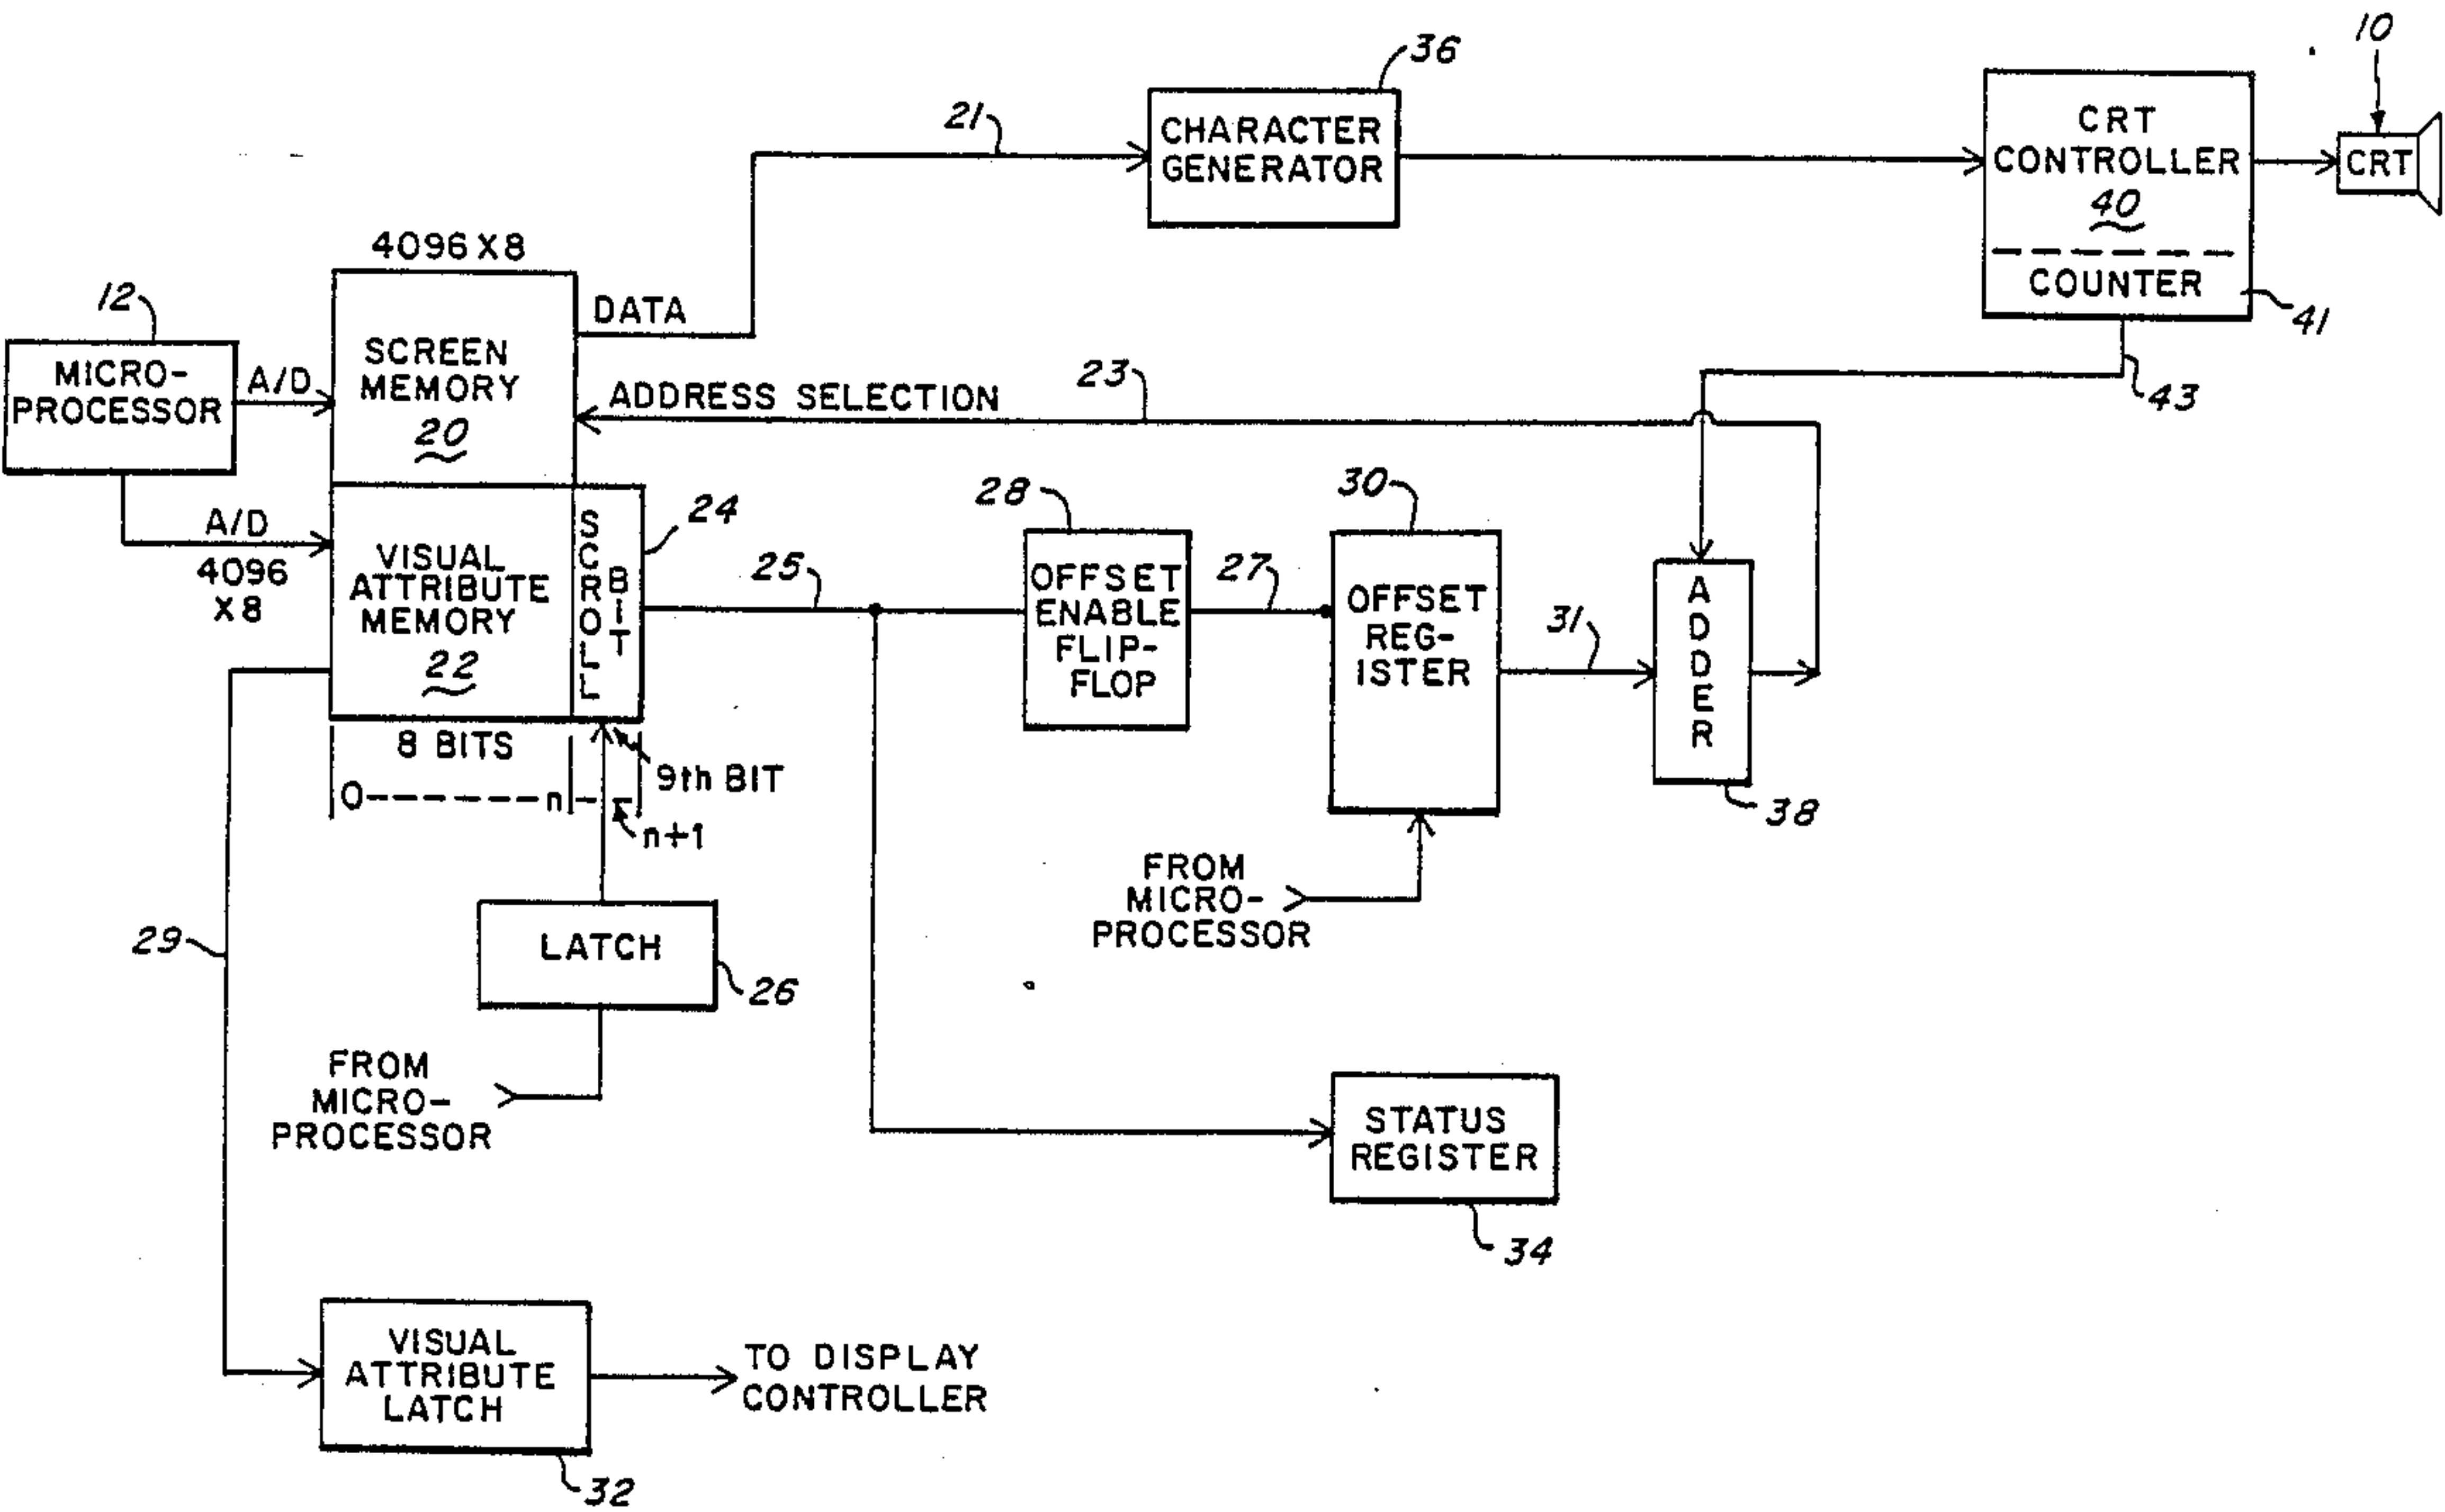 10
36
21
CHARACTER
GENERATOR
CRT
CONTROLLER
40
COUNTER
41
CRT
43
4096 X 8
12
DATA
MICRO-
PROCESSOR
A/D
SCREEN
MEMORY
20
ADDRESS SELECTION
23
A/D
4096
X8
VISUAL
ATTRIBUTE
MEMORY
22
SCROLL
BIT
24
25
28
OFFSET
ENABLE
FLIP-
FLOP
27
30
OFFSET
REG-
ISTER
31
ADDER
38
8 BITS
9th BIT
0-------n
n+1
FROM
MICRO-
PROCESSOR
LATCH
26
29
FROM
MICRO-
PROCESSOR
STATUS
REGISTER
34
VISUAL
ATTRIBUTE
LATCH
32
TO DISPLAY
CONTROLLER